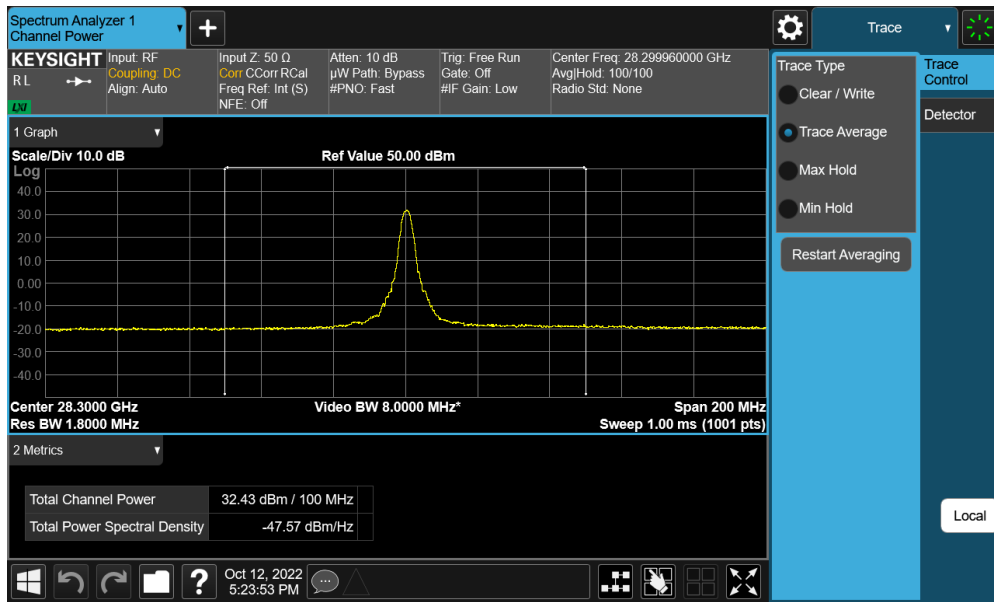 Spectrum Analyzer 1
Channel Power
+
Trace
KEYSIGHT
R L
LXI
Input: RF
Coupling: DC
Align: Auto
Input Z: 50 Ω
Corr CCorr RCal
Freq Ref: Int (S)
NFE: Off
Atten: 10 dB
µW Path: Bypass
#PNO: Fast
Trig: Free Run
Gate: Off
#IF Gain: Low
Center Freq: 28.299960000 GHz
Avg|Hold: 100/100
Radio Std: None
Trace Type
Clear / Write
Trace Average
Max Hold
Min Hold
Restart Averaging
Trace
Control
Detector
Local
1 Graph
Scale/Div 10.0 dB
Ref Value 50.00 dBm
Log
40.0
30.0
20.0
10.0
0.00
-10.0
-20.0
-30.0
-40.0
Center 28.3000 GHz
Video BW 8.0000 MHz*
Span 200 MHz
Res BW 1.8000 MHz
Sweep 1.00 ms (1001 pts)
2 Metrics
Total Channel Power 32.43 dBm / 100 MHz
Total Power Spectral Density -47.57 dBm/Hz
?
Oct 12, 2022
5:23:53 PM